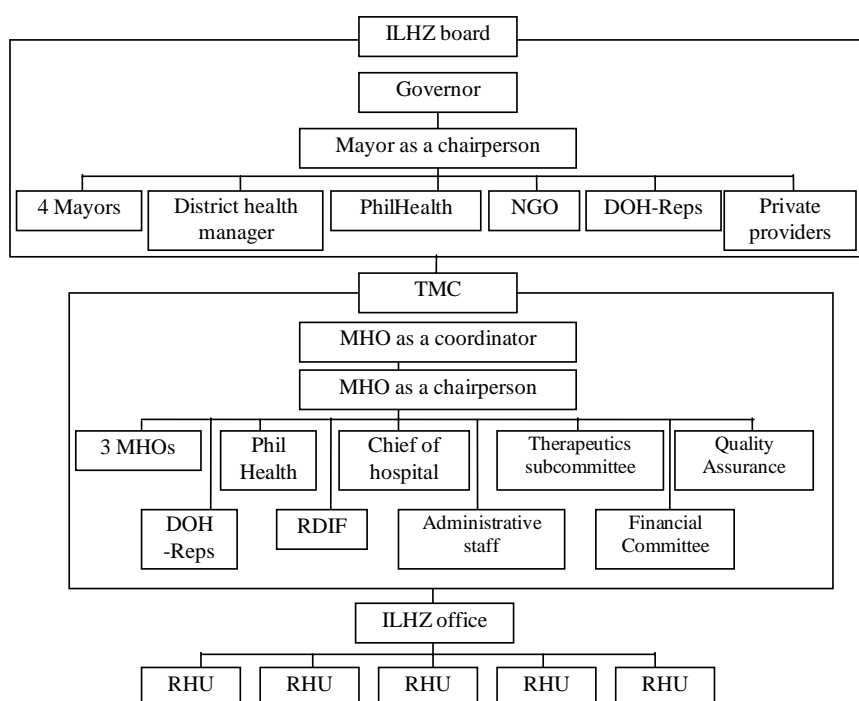 ILHZ board
Governor
Mayor as a chairperson
4 Mayors
District health
manager
PhilHealth
NGO
DOH-Reps
Private
providers
TMC
MHO as a coordinator
MHO as a chairperson
3 MHOs
Phil
Health
Chief of
hospital
Therapeutics
subcommittee
Quality
Assurance
DOH
-Reps
RDIF
Administrative
staff
Financial
Committee
ILHZ office
RHU
RHU
RHU
RHU
RHU